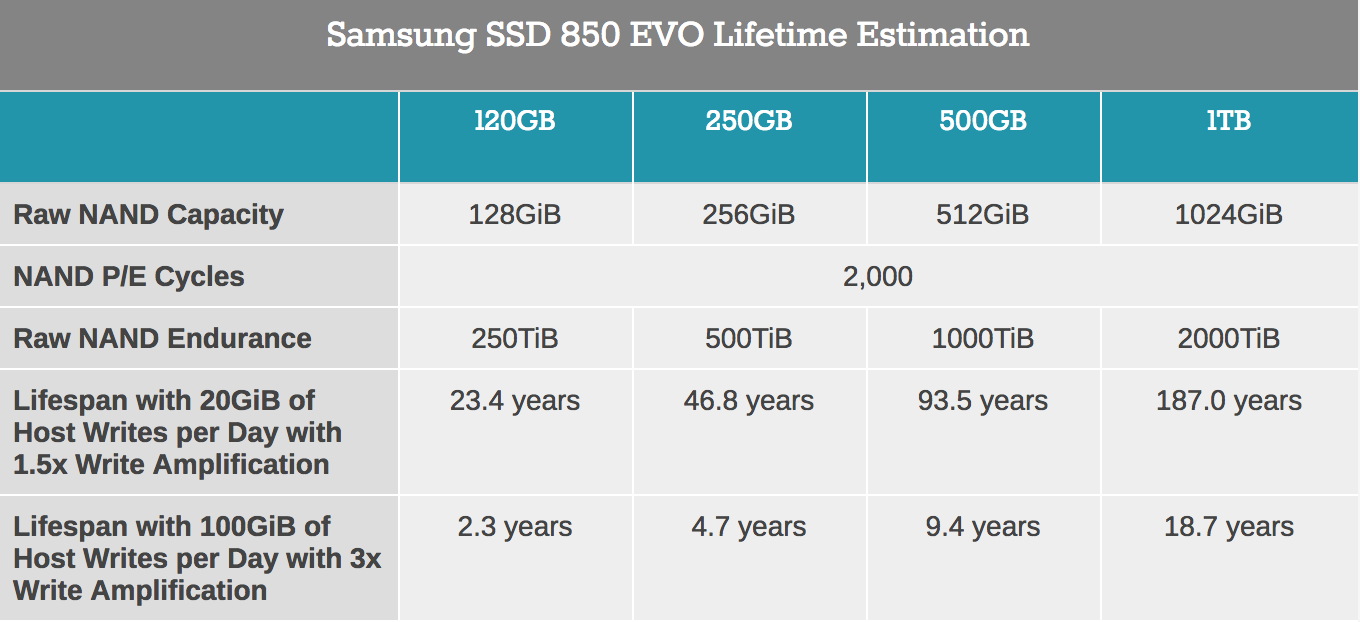 Samsung SSD 850 EVO Lifetime Estimation
120GB 250GB 500GB 1TB
Raw NAND Capacity 128GiB 256GiB 512GiB 1024GiB
NAND P/E Cycles 2,000
Raw NAND Endurance 250TiB 500TiB 1000TiB 2000TiB
Lifespan with 20GiB of 23.4 years 46.8 years 93.5 years 187.0 years
Host Writes per Day with
1.5x Write Amplification
Lifespan with 100GiB of 2.3 years 4.7 years 9.4 years 18.7 years
Host Writes per Day with 3x
Write Amplification